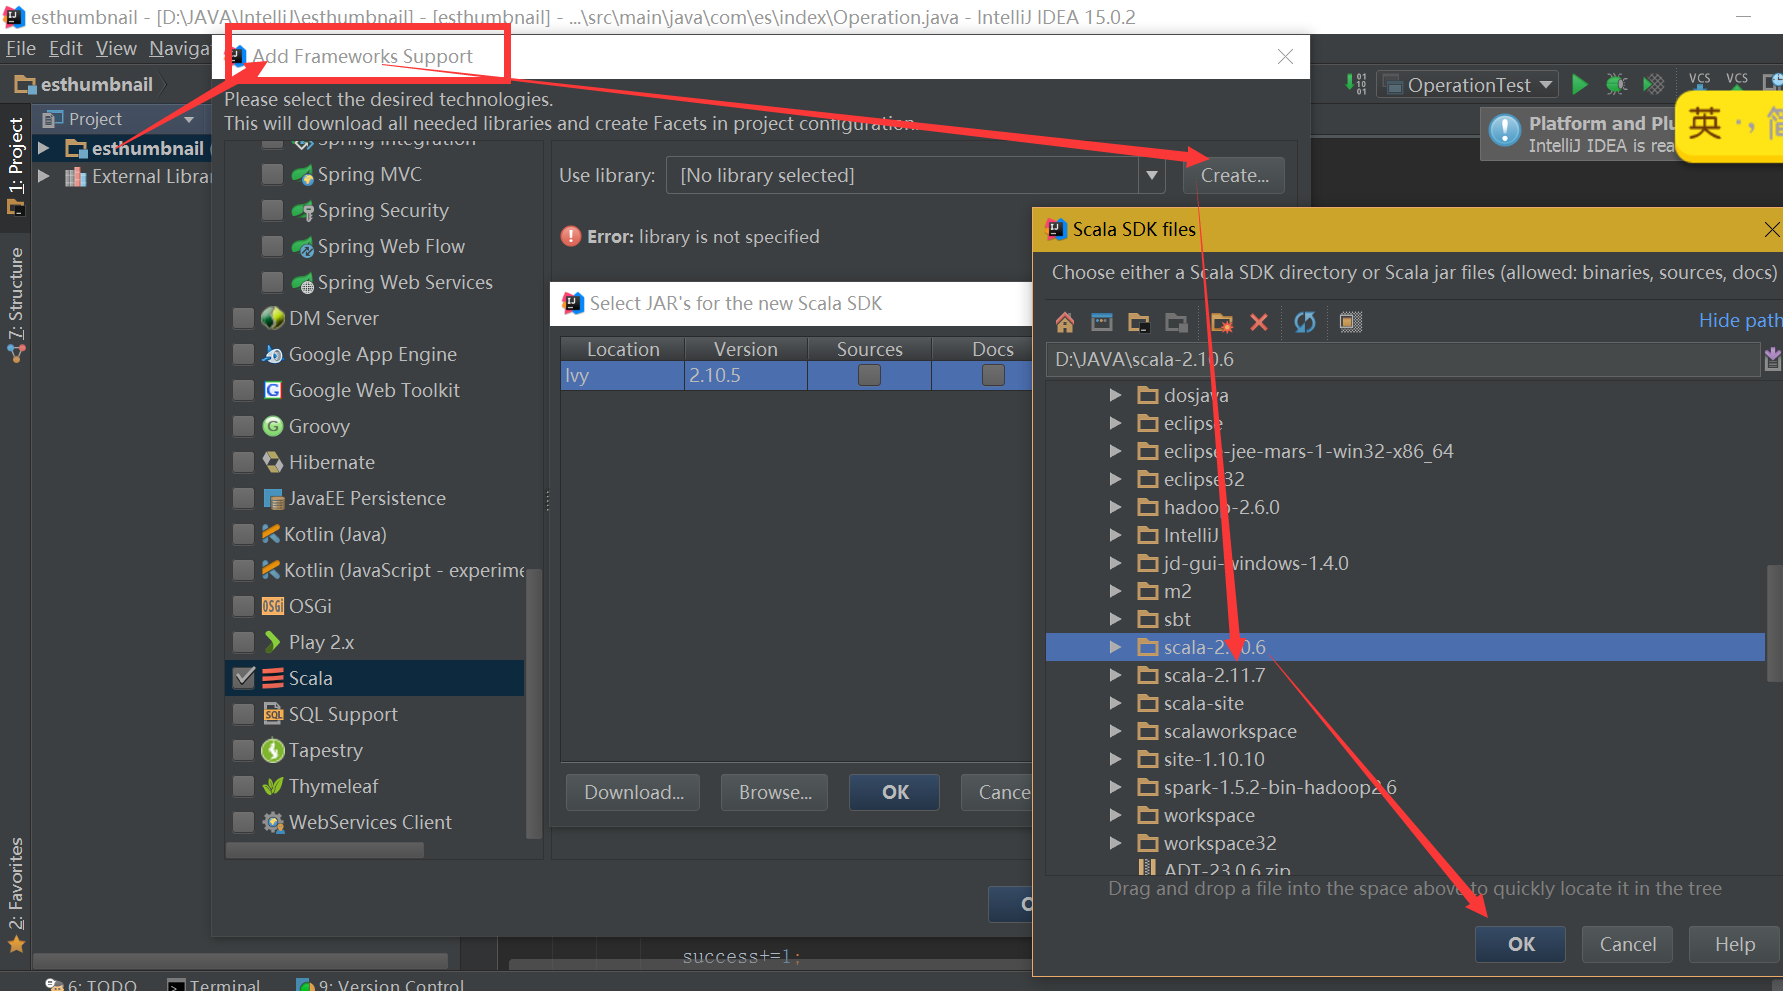 esthumbnail - [D:\JAVA\IntelliJ\esthumbnail] - [esthumbnail] - ...\src\main\java\com\es\index\Operation.java - IntelliJ IDEA 15.0.2
File Edit View Naviga
Add Frameworks Support
esthumbnail
OperationTest
VCS VCS
Please select the desired technologies.
This will download all needed libraries and create Facets in project configuration.
Project
1: Project
esthumbnail (
External Librar
7: Structure
2: Favorites
Spring Integration
Spring MVC
Spring Security
Spring Web Flow
Spring Web Services
DM Server
Google App Engine
Google Web Toolkit
Groovy
Hibernate
JavaEE Persistence
Kotlin (Java)
Kotlin (JavaScript - experime
OSGi
Play 2.x
Scala
SQL Support
Tapestry
Thymeleaf
WebServices Client
Use library: [No library selected] Create...
Error: library is not specified
Platform and Plu
IntelliJ IDEA is rea
英 ·, 简
Select JAR's for the new Scala SDK
Location Version Sources Docs
Ivy 2.10.5
Download... Browse... OK Cance
O
Scala SDK files
Choose either a Scala SDK directory or Scala jar files (allowed: binaries, sources, docs)
Hide path
D:\JAVA\scala-2.10.6
dosjava
eclipse
eclipse-jee-mars-1-win32-x86_64
eclipse32
hadoop-2.6.0
IntelliJ
jd-gui-windows-1.4.0
m2
sbt
scala-2.10.6
scala-2.11.7
scala-site
scalaworkspace
site-1.10.10
spark-1.5.2-bin-hadoop2.6
workspace
workspace32
ADT-23.0.6.zip
Drag and drop a file into the space above to quickly locate it in the tree
OK Cancel Help
success+=1;
6: TODO Terminal 9: Version Control